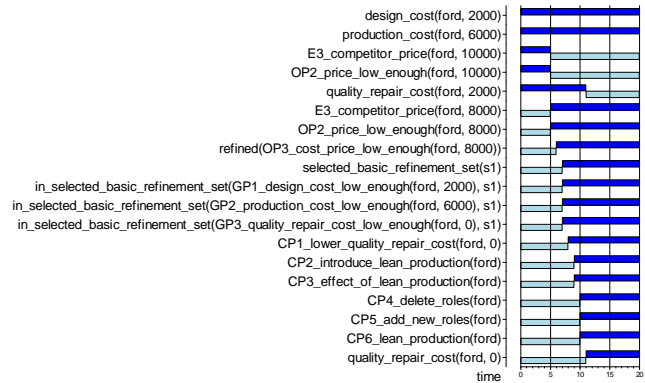 design_cost(ford, 2000)
production_cost(ford, 6000)
E3_competitor_price(ford, 10000)
OP2_price_low_enough(ford, 10000)
quality_repair_cost(ford, 2000)
E3_competitor_price(ford, 8000)
OP2_price_low_enough(ford, 8000)
refined(OP3_cost_price_low_enough(ford, 8000))
selected_basic_refinement_set(s1)
in_selected_basic_refinement_set(GP1_design_cost_low_enough(ford, 2000), s1)
in_selected_basic_refinement_set(GP2_production_cost_low_enough(ford, 6000), s1)
in_selected_basic_refinement_set(GP3_quality_repair_cost_low_enough(ford, 0), s1)
CP1_lower_quality_repair_cost(ford, 0)
CP2_introduce_lean_production(ford)
CP3_effect_of_lean_production(ford)
CP4_delete_roles(ford)
CP5_add_new_roles(ford)
CP6_lean_production(ford)
quality_repair_cost(ford, 0)
time 0 5 10 15 20